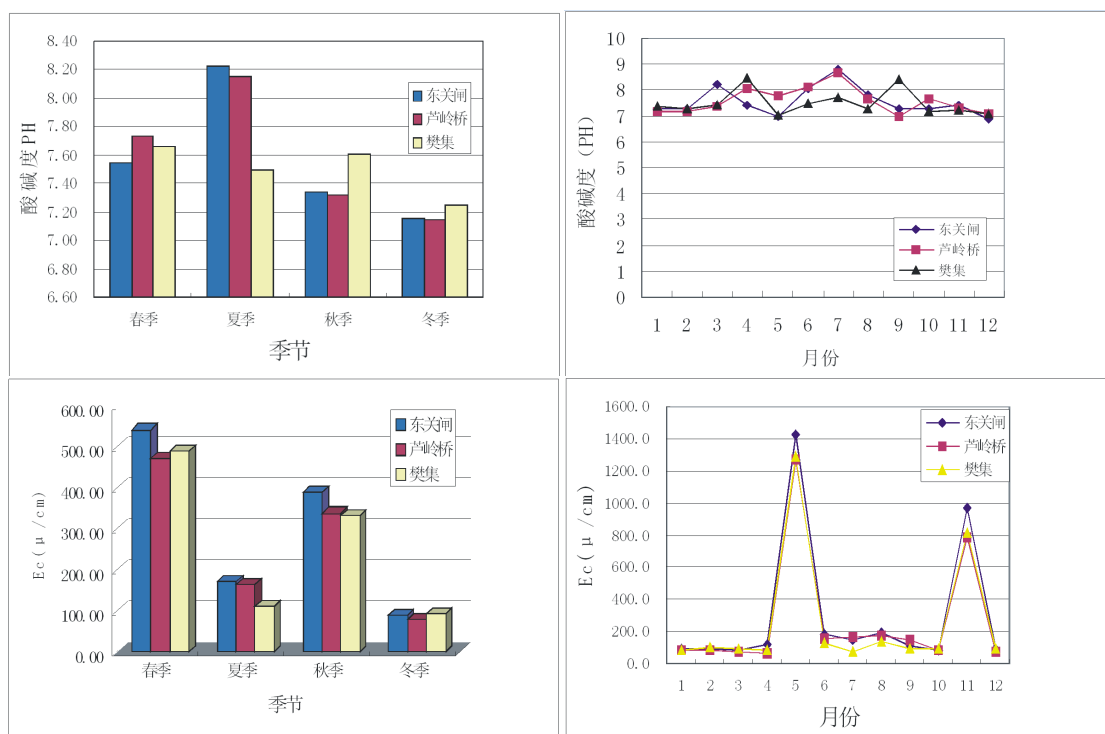 8.40
8.20
8.00
7.80
7.60
7.40
7.20
7.00
6.80
6.60
酸碱度PH
东关闸
芦岭桥
樊集
春季 夏季 秋季 冬季
季节
10
9
8
7
6
5
4
3
2
1
0
酸碱度（PH）
东关闸
芦岭桥
樊集
1 2 3 4 5 6 7 8 9 10 11 12
月份
600.00
500.00
400.00
300.00
200.00
100.00
0.00
Ec(μ/cm)
东关闸
芦岭桥
樊集
春季 夏季 秋季 冬季
季节
1600.0
1400.0
1200.0
1000.0
800.0
600.0
400.0
200.0
0.0
Ec(μ/cm)
东关闸
芦岭桥
樊集
1 2 3 4 5 6 7 8 9 10 11 12
月份